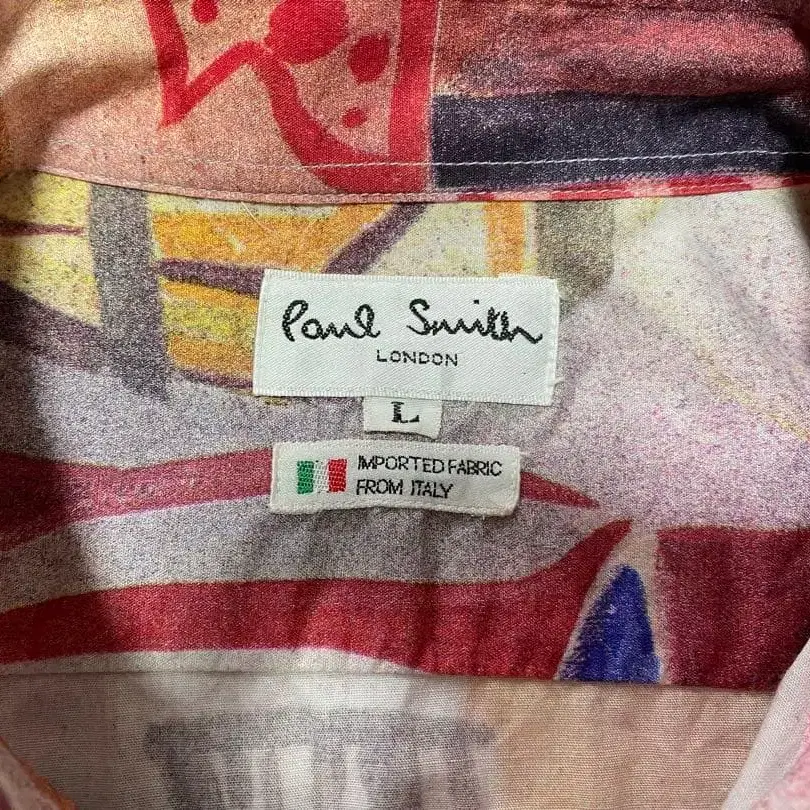 Paul Smith
LONDON
L
IMPORTED FABRIC
FROM ITALY